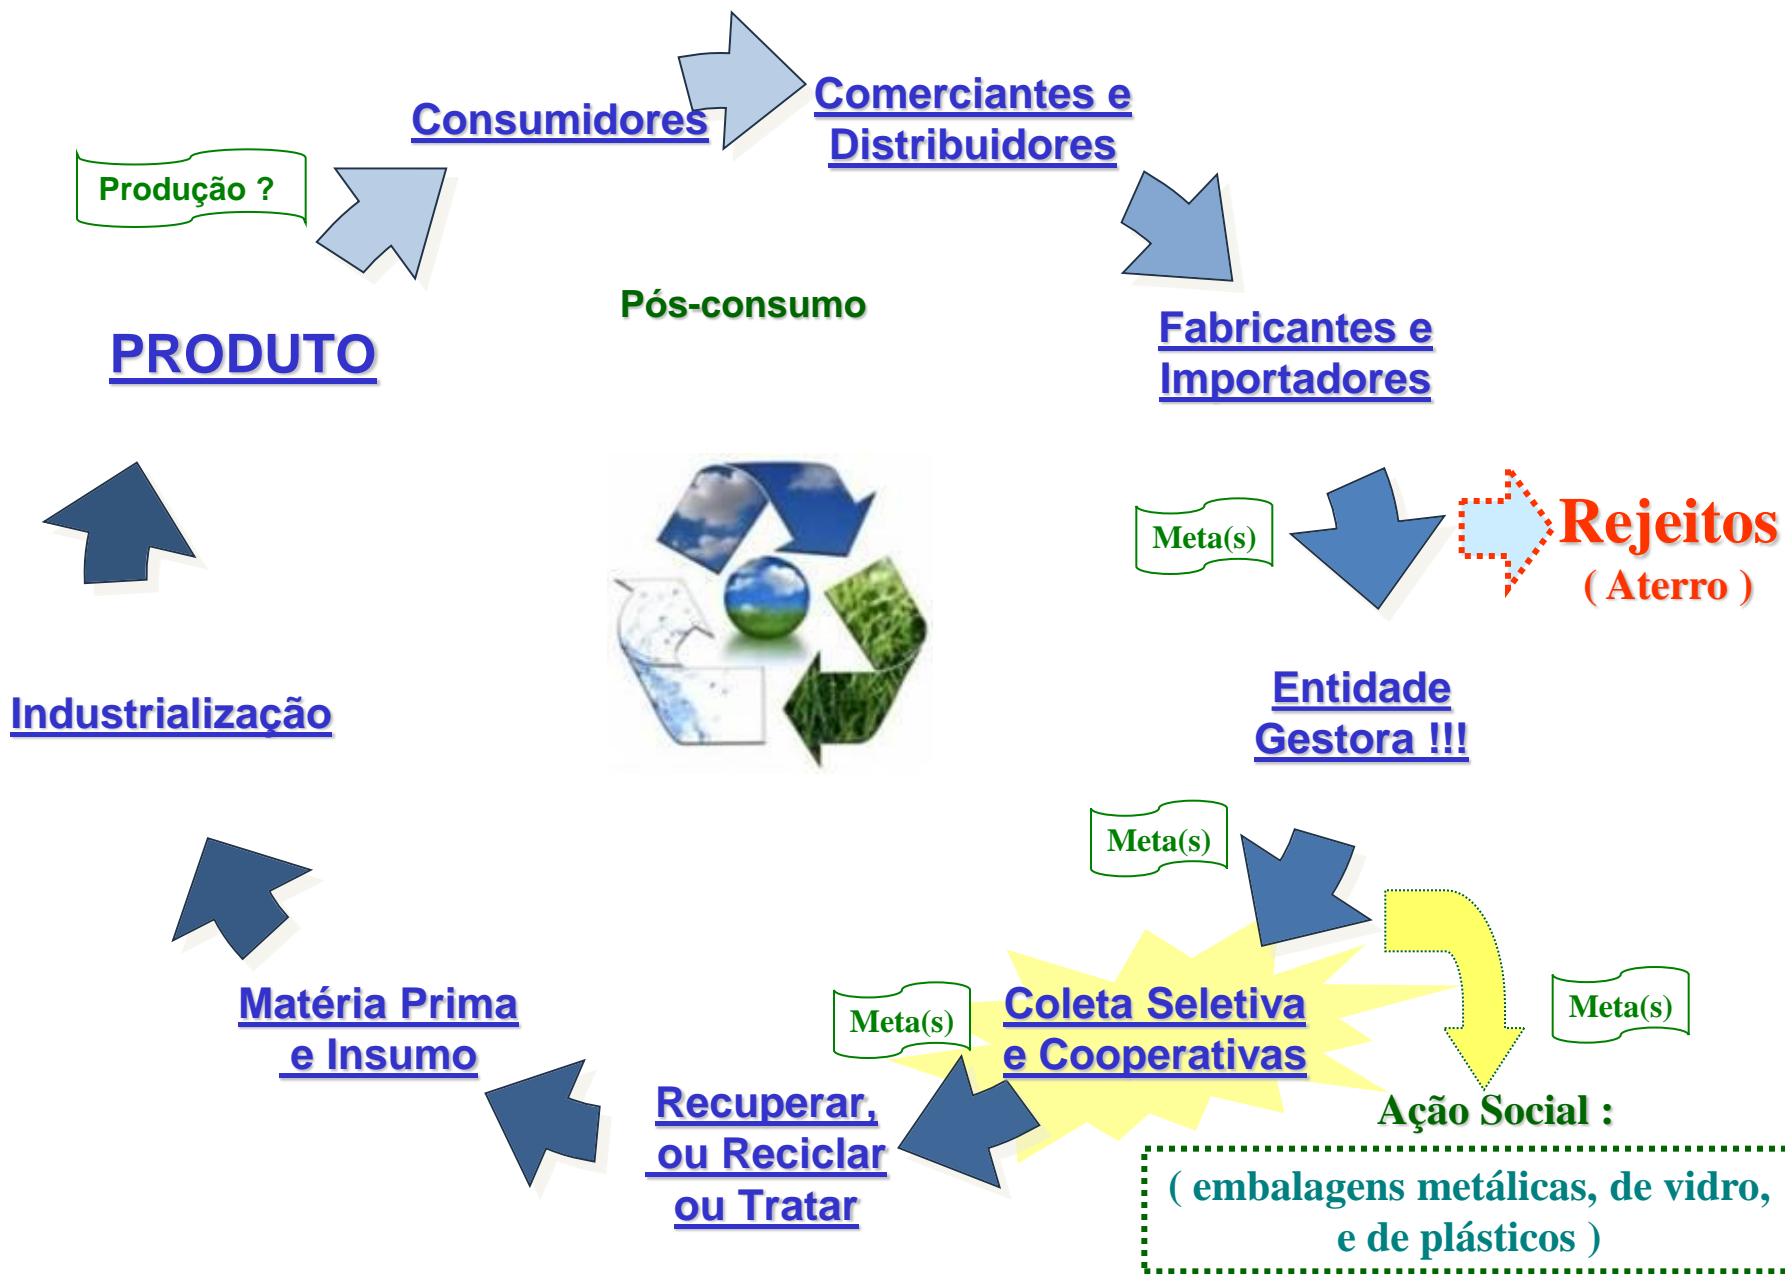 Consumidores
Comerciantes e
Distribuidores
Produção ?
Pós-consumo
PRODUTO
Fabricantes e
Importadores
Meta(s)
Rejeitos
( Aterro )
Entidade
Gestora !!!
Industrialização
Meta(s)
Meta(s)
Coleta Seletiva
e Cooperativas
Meta(s)
Matéria Prima
e Insumo
Recuperar,
ou Reciclar
ou Tratar
Ação Social :
( embalagens metálicas, de vidro,
e de plásticos )